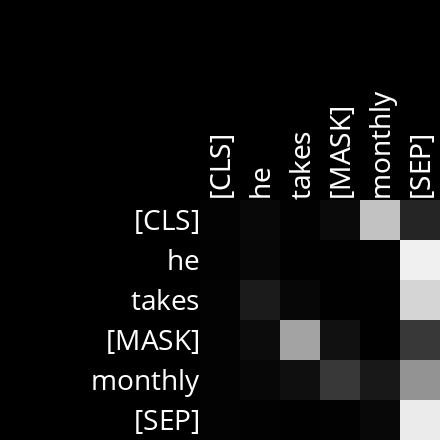 [CLS]
he
takes
[MASK]
monthly
[SEP]
[CLS]
he
takes
[MASK]
monthly
[SEP]